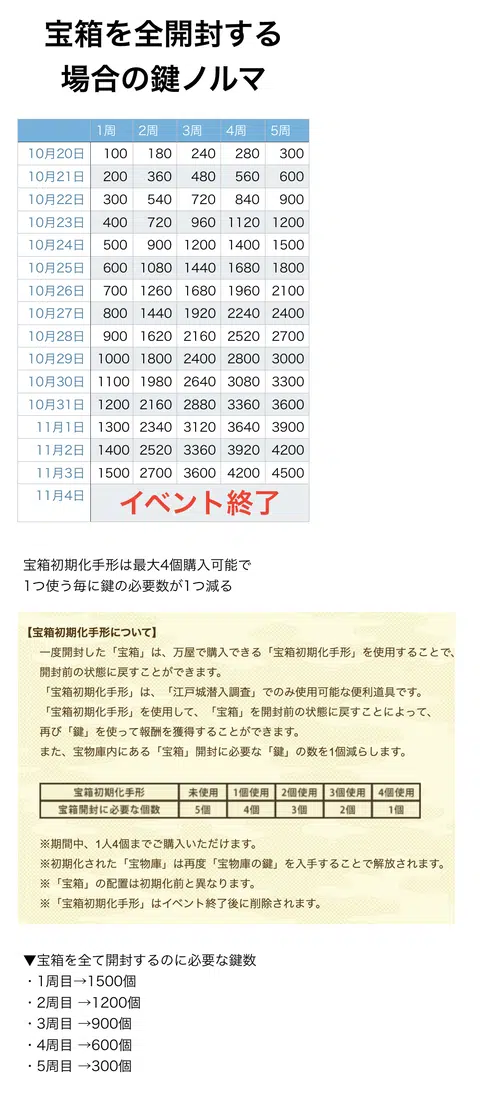 宝箱を全開封する
場合の鍵ノルマ
1周 2周 3周 4周 5周
10月20日 100 180 240 280 300
10月21日 200 360 480 560 600
10月22日 300 540 720 840 900
10月23日 400 720 960 1120 1200
10月24日 500 900 1200 1400 1500
10月25日 600 1080 1440 1680 1800
10月26日 700 1260 1680 1960 2100
10月27日 800 1440 1920 2240 2400
10月28日 900 1620 2160 2520 2700
10月29日 1000 1800 2400 2800 3000
10月30日 1100 1980 2640 3080 3300
10月31日 1200 2160 2880 3360 3600
11月1日 1300 2340 3120 3640 3900
11月2日 1400 2520 3360 3920 4200
11月3日 1500 2700 3600 4200 4500
11月4日 イベント終了
宝箱初期化手形は最大4個購入可能で
1つ使う毎に鍵の必要数が1つ減る
【宝箱初期化手形について】
一度開封した「宝箱」は、万屋で購入できる「宝箱初期化手形」を使用することで、
開封前の状態に戻すことができます。
「宝箱初期化手形」は、「江戸城潜入調査」でのみ使用可能な便利道具です。
「宝箱初期化手形」を使用して、「宝箱」を開封前の状態に戻すことによって、
再び「鍵」を使って報酬を獲得することができます。
また、宝物庫内にある「宝箱」開封に必要な「鍵」の数を1個減らします。
宝箱初期化手形 未使用 1個使用 2個使用 3個使用 4個使用
宝箱開封に必要な個数 5個 4個 3個 2個 1個
※期間中、1人4個までご購入いただけます。
※初期化された「宝物庫」は再度「宝物庫の鍵」を入手することで解放されます。
※「宝箱」の配置は初期化前と異なります。
※「宝箱初期化手形」はイベント終了後に削除されます。
▼宝箱を全て開封するのに必要な鍵数
・1周目→1500個
・2周目 →1200個
・3周目 →900個
・4周目 →600個
・5周目 →300個